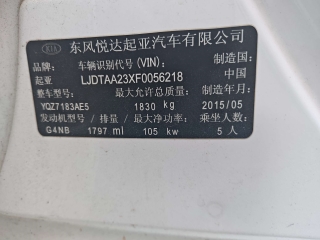 KIA 东风悦达起亚汽车有限公司
品牌: 车辆识别代号(VIN): 制造国:
起亚 LJDTAA23XF0056218 中国
整车型号: 最大允许总质量: 制造年月:
YQZ7183AE5 1830 kg 2015/05
发动机型号/排量/最大净功率: 乘坐人数:
G4NB 1797 ml 105 kw 5 人